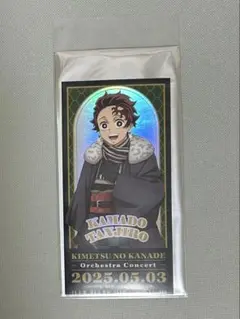 KAMADO
TANJIRO
KIMETSU NO KANADE
Orchestra Concert
2025.05.03